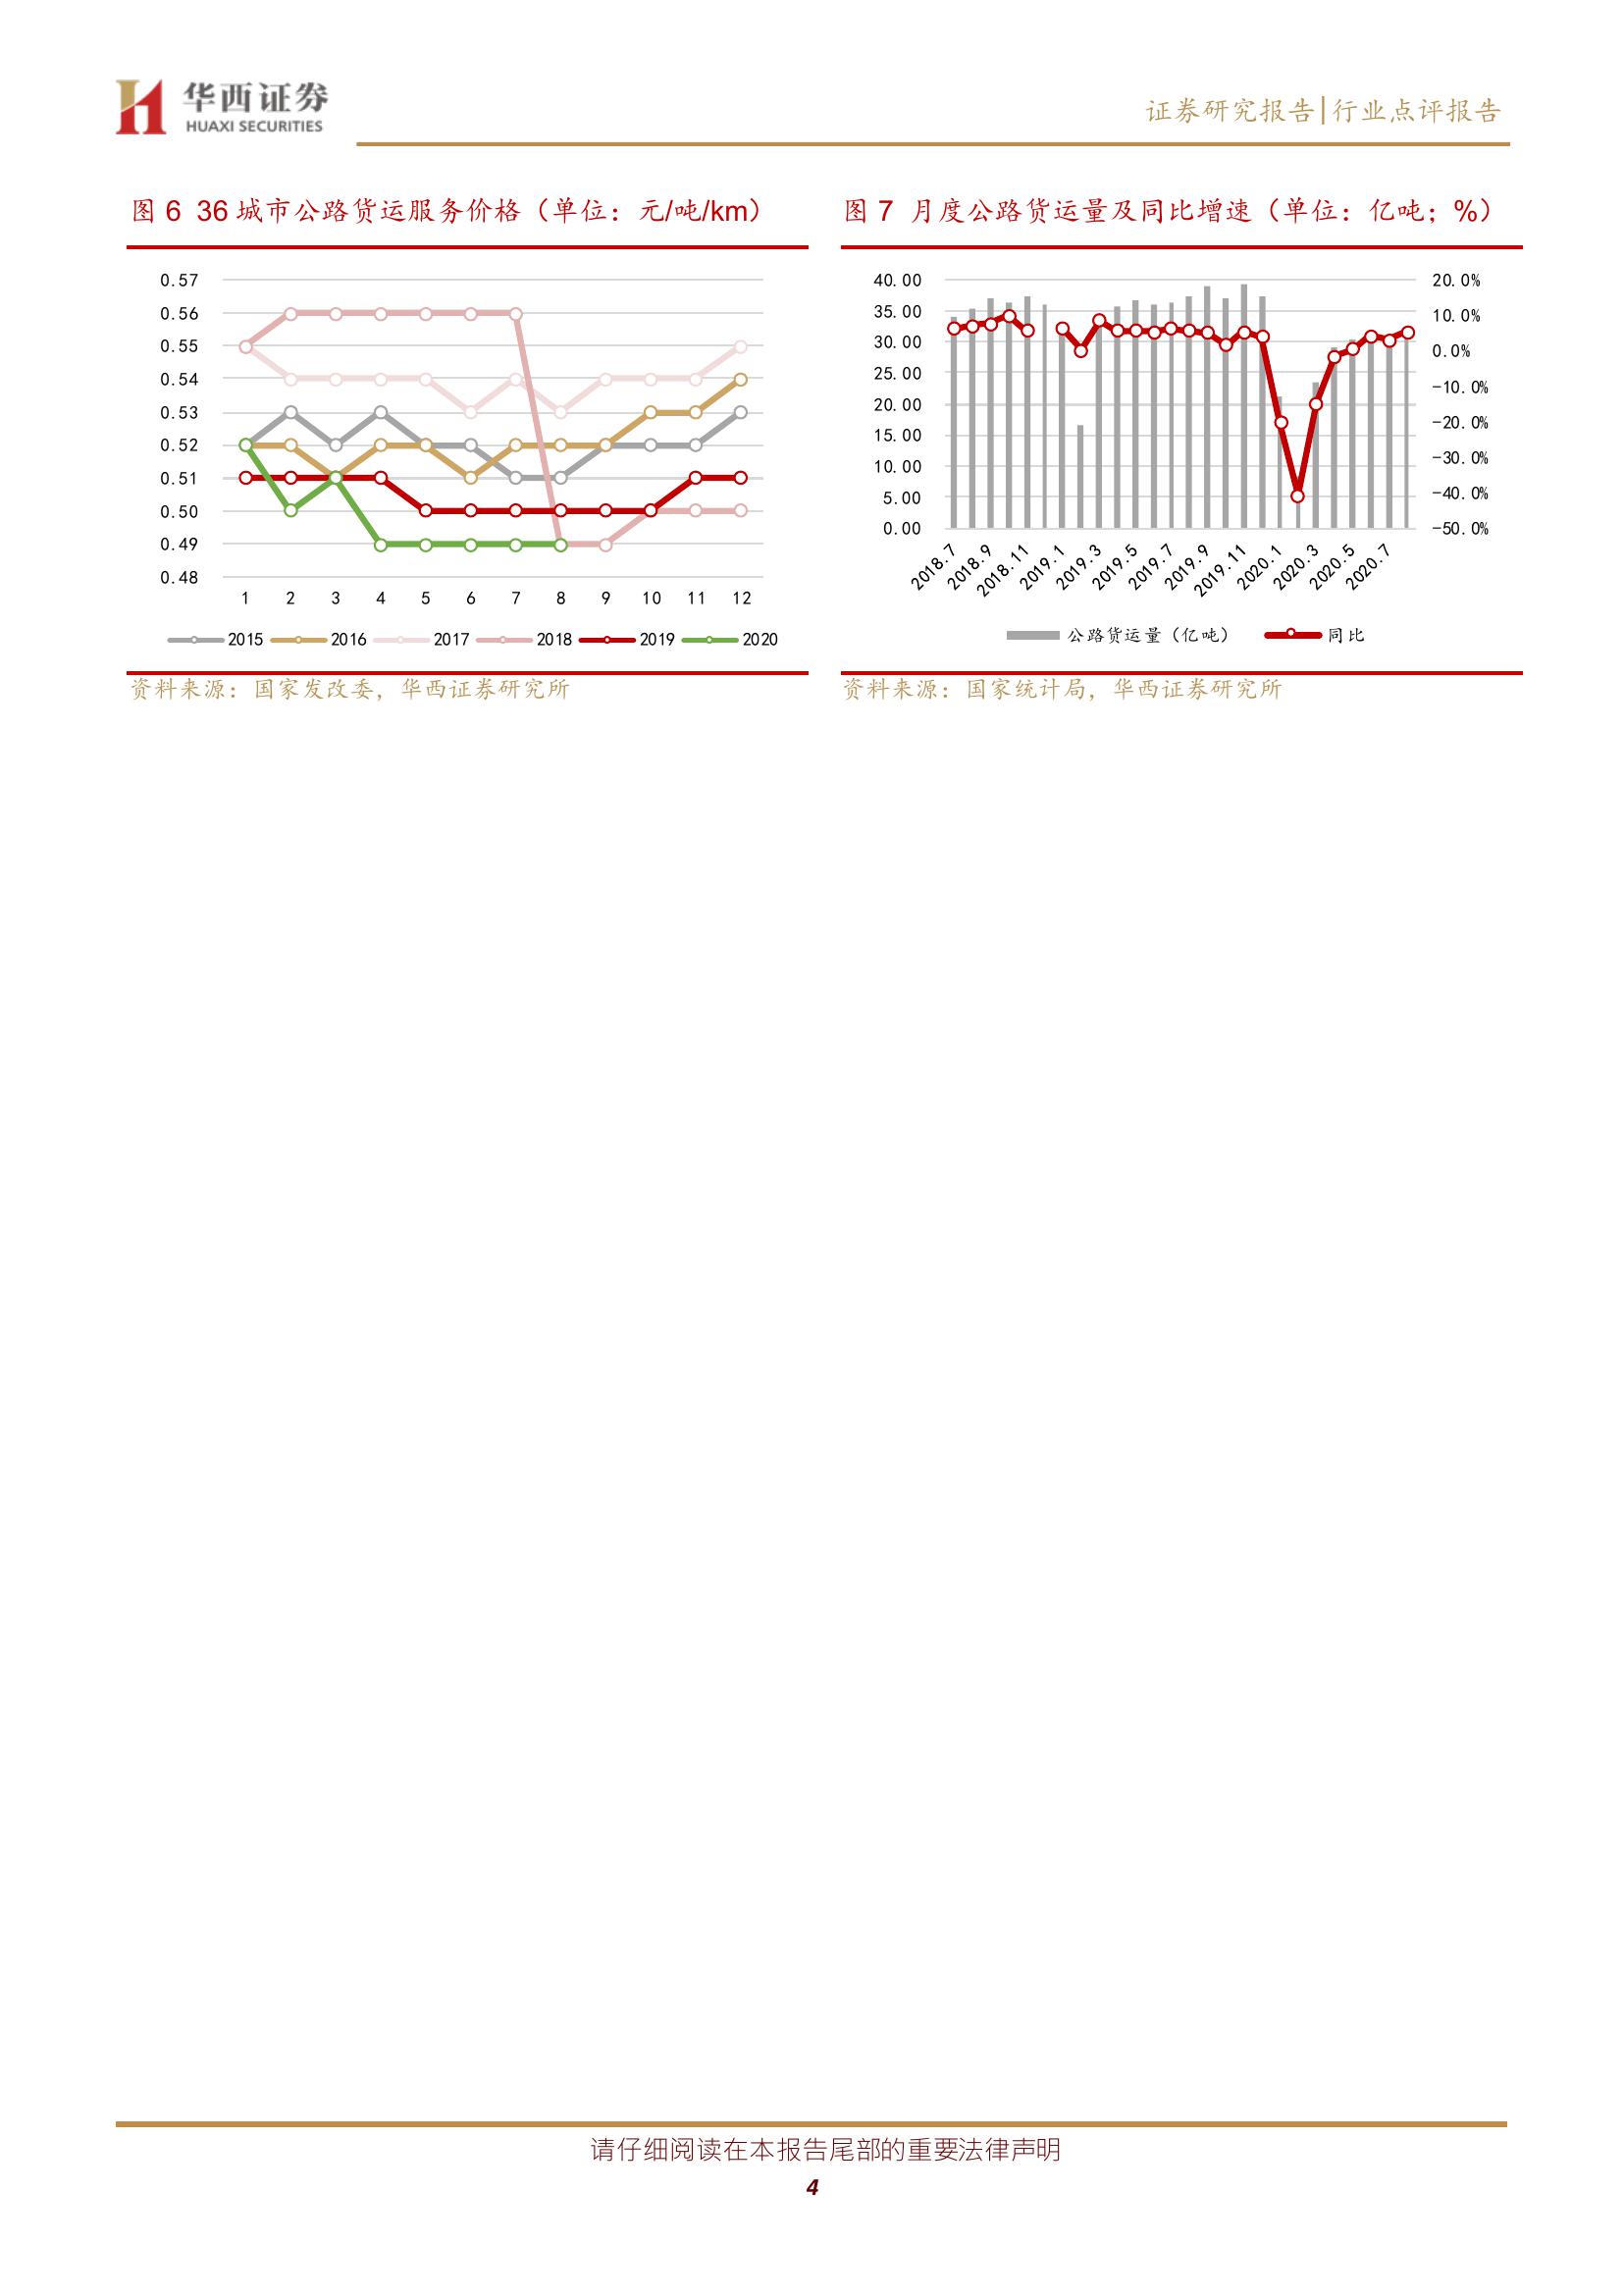 华西证券
HUAXI SECURITIES
证券研究报告|行业点评报告
图 6 36 城市公路货运服务价格（单位：元/吨/km）
0.57
0.56
0.55
0.54
0.53
0.52
0.51
0.50
0.49
0.48
1 2 3 4 5 6 7 8 9 10 11 12
2015 2016 2017 2018 2019 2020
资料来源：国家发改委，华西证券研究所
图 7 月度公路货运量及同比增速（单位：亿吨；%）
40.00 20.0%
35.00 10.0%
30.00 0.0%
25.00 -10.0%
20.00 -20.0%
15.00 -30.0%
10.00 -40.0%
5.00 -50.0%
0.00
2018.7 2018.9 2018.11 2019.1 2019.3 2019.5 2019.7 2019.9 2019.11 2020.1 2020.3 2020.5 2020.7
公路货运量（亿吨） 同比
资料来源：国家统计局，华西证券研究所
请仔细阅读在本报告尾部的重要法律声明
4